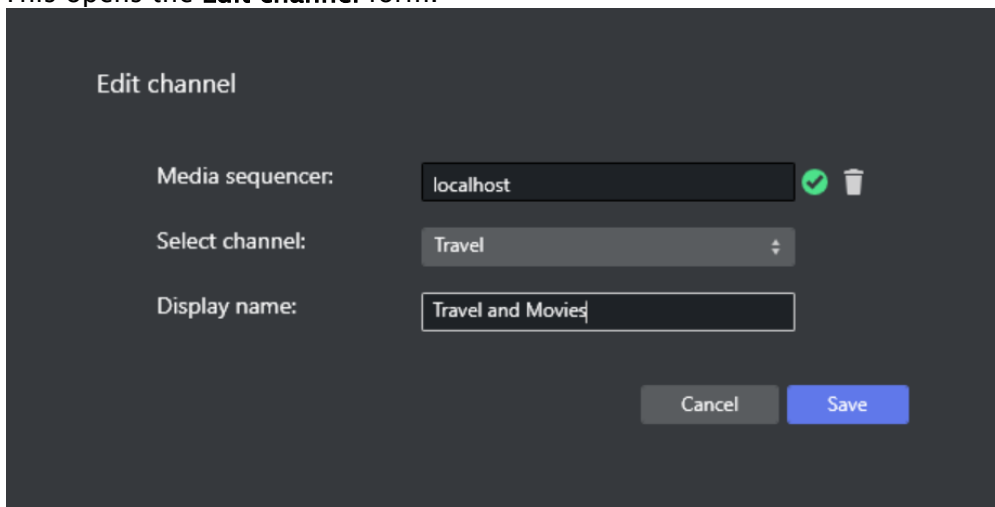 This opens the Edit channel form.
Edit channel
Media sequencer: localhost
Select channel: Travel
Display name: Travel and Movies
Cancel Save